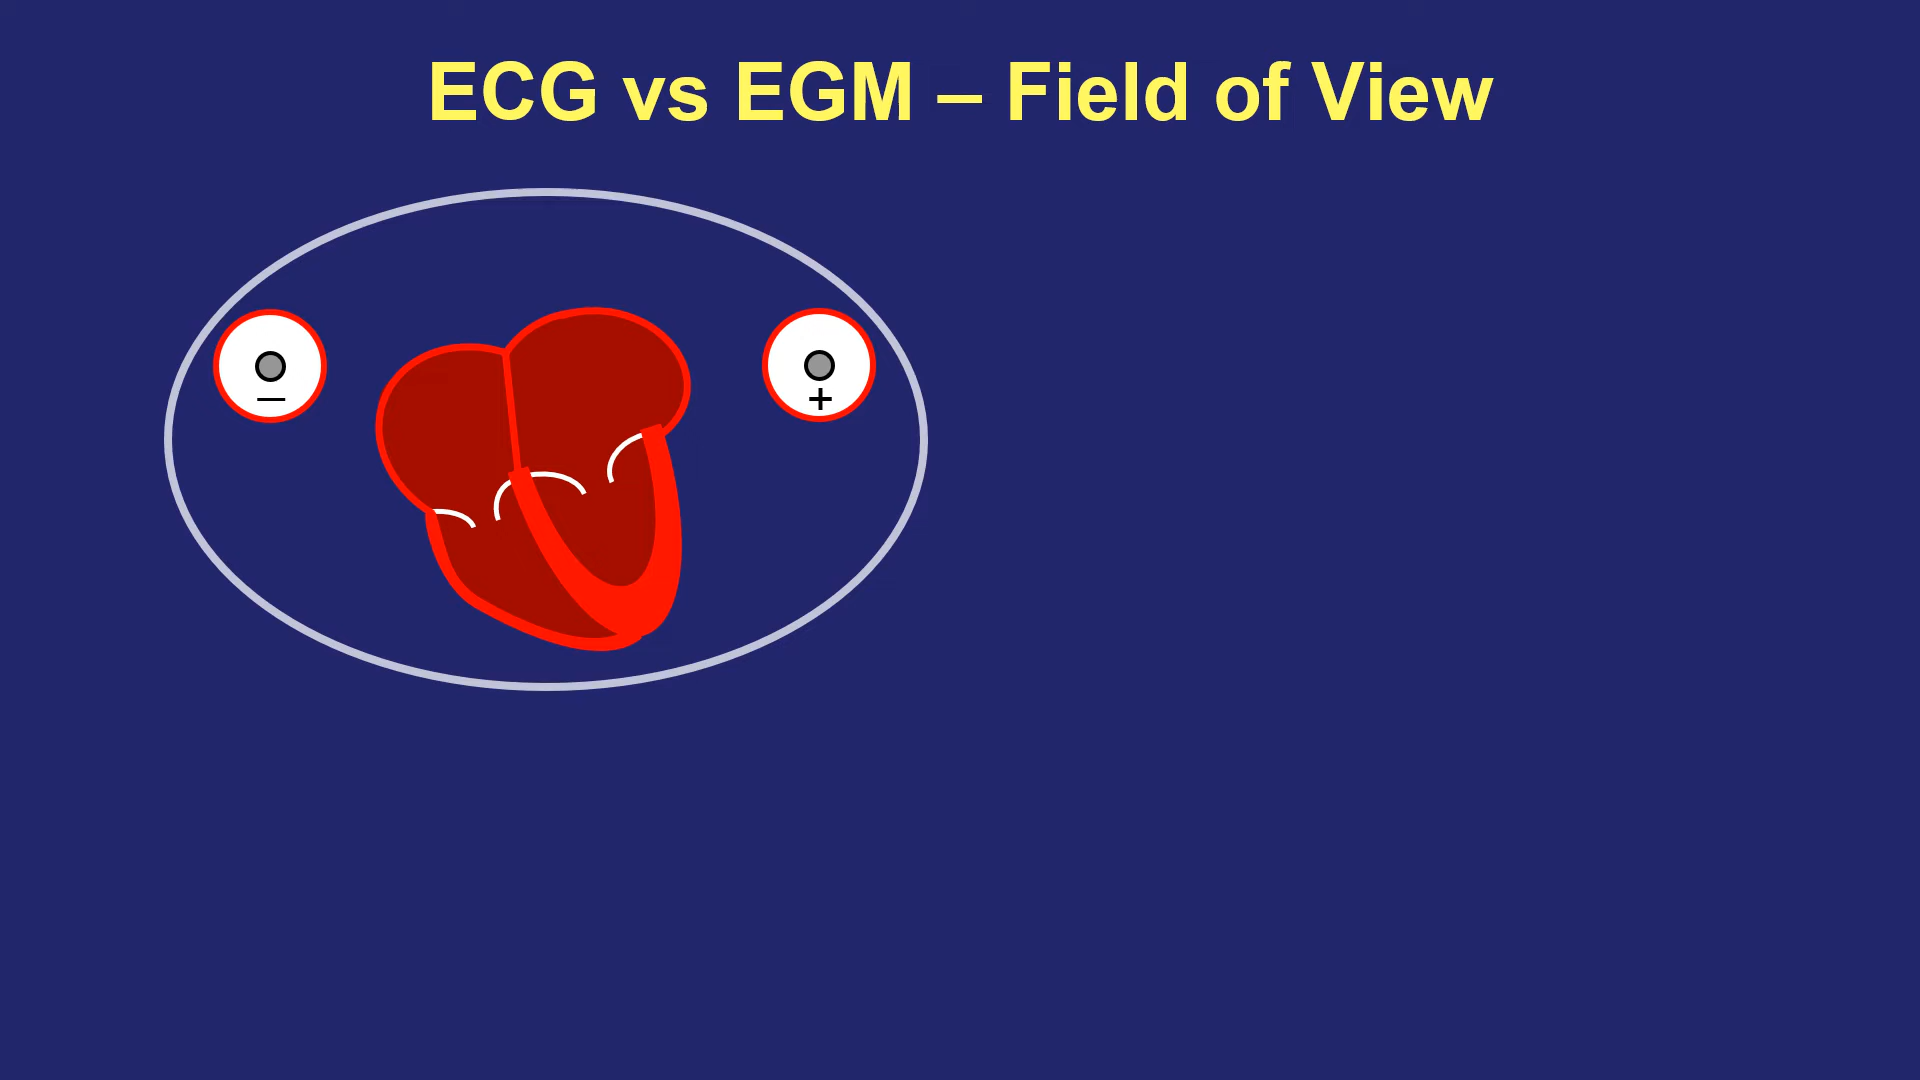 ECG vs EGM – Field of View
– +